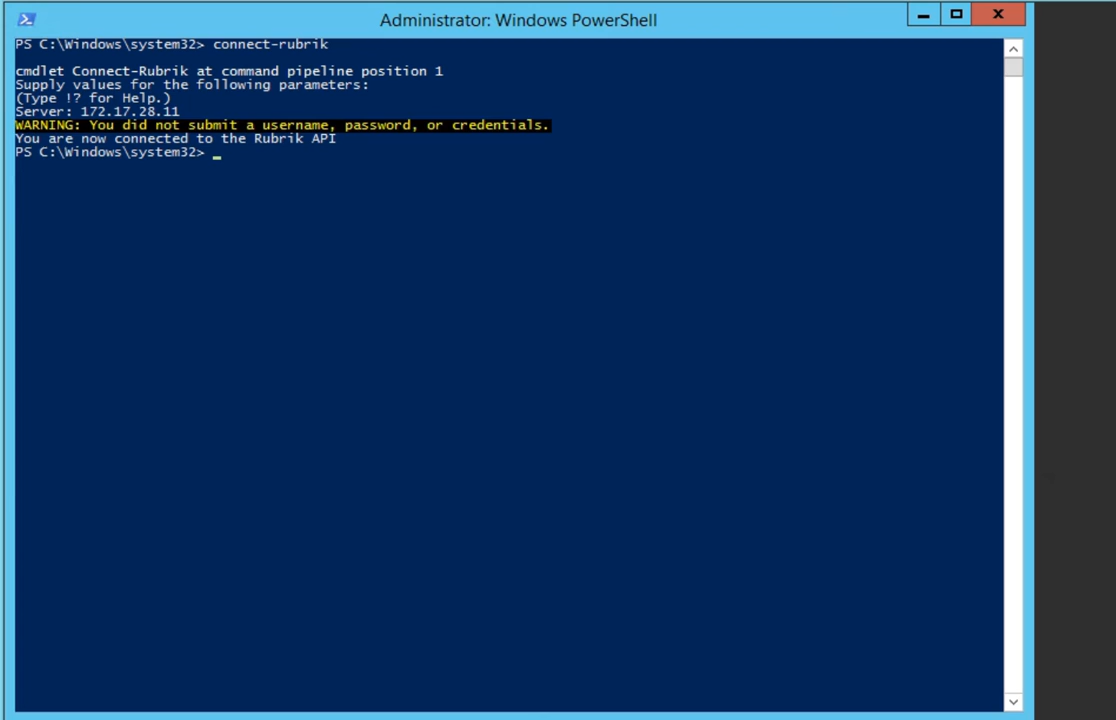 Administrator: Windows PowerShell
PS C:\Windows\system32> connect-rubrik
cmdlet Connect-Rubrik at command pipeline position 1
Supply values for the following parameters:
(Type !? for Help.)
Server: 172.17.28.11
WARNING: You did not submit a username, password, or credentials.
You are now connected to the Rubrik API
PS C:\Windows\system32> _